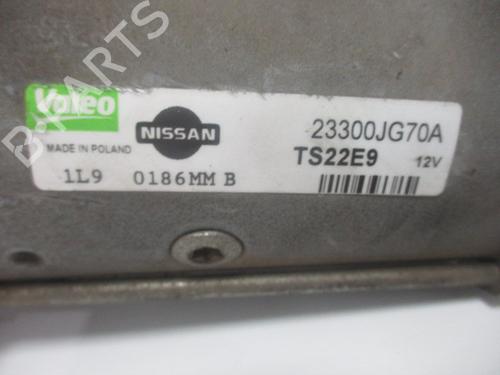 Valeo
NISSAN
23300JG70A
MADE IN POLAND
TS22E9
12V
1L9 0186MM B
B-PARTS